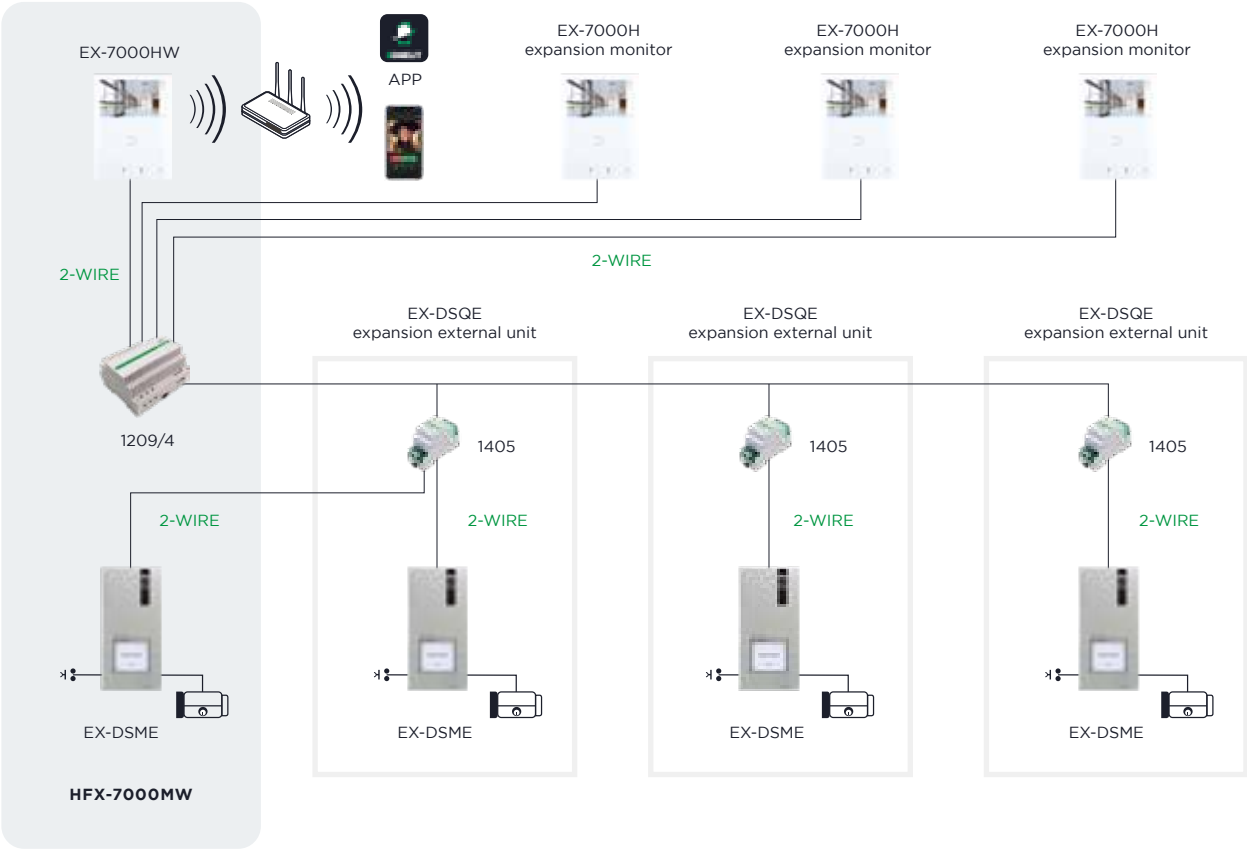 EX-7000HW
APP
EX-7000H
expansion monitor
EX-7000H
expansion monitor
EX-7000H
expansion monitor
2-WIRE
2-WIRE
1209/4
EX-DSQE
expansion external unit
EX-DSQE
expansion external unit
EX-DSQE
expansion external unit
1405
1405
1405
2-WIRE
2-WIRE
2-WIRE
2-WIRE
EX-DSME
EX-DSME
EX-DSME
EX-DSME
HFX-7000MW